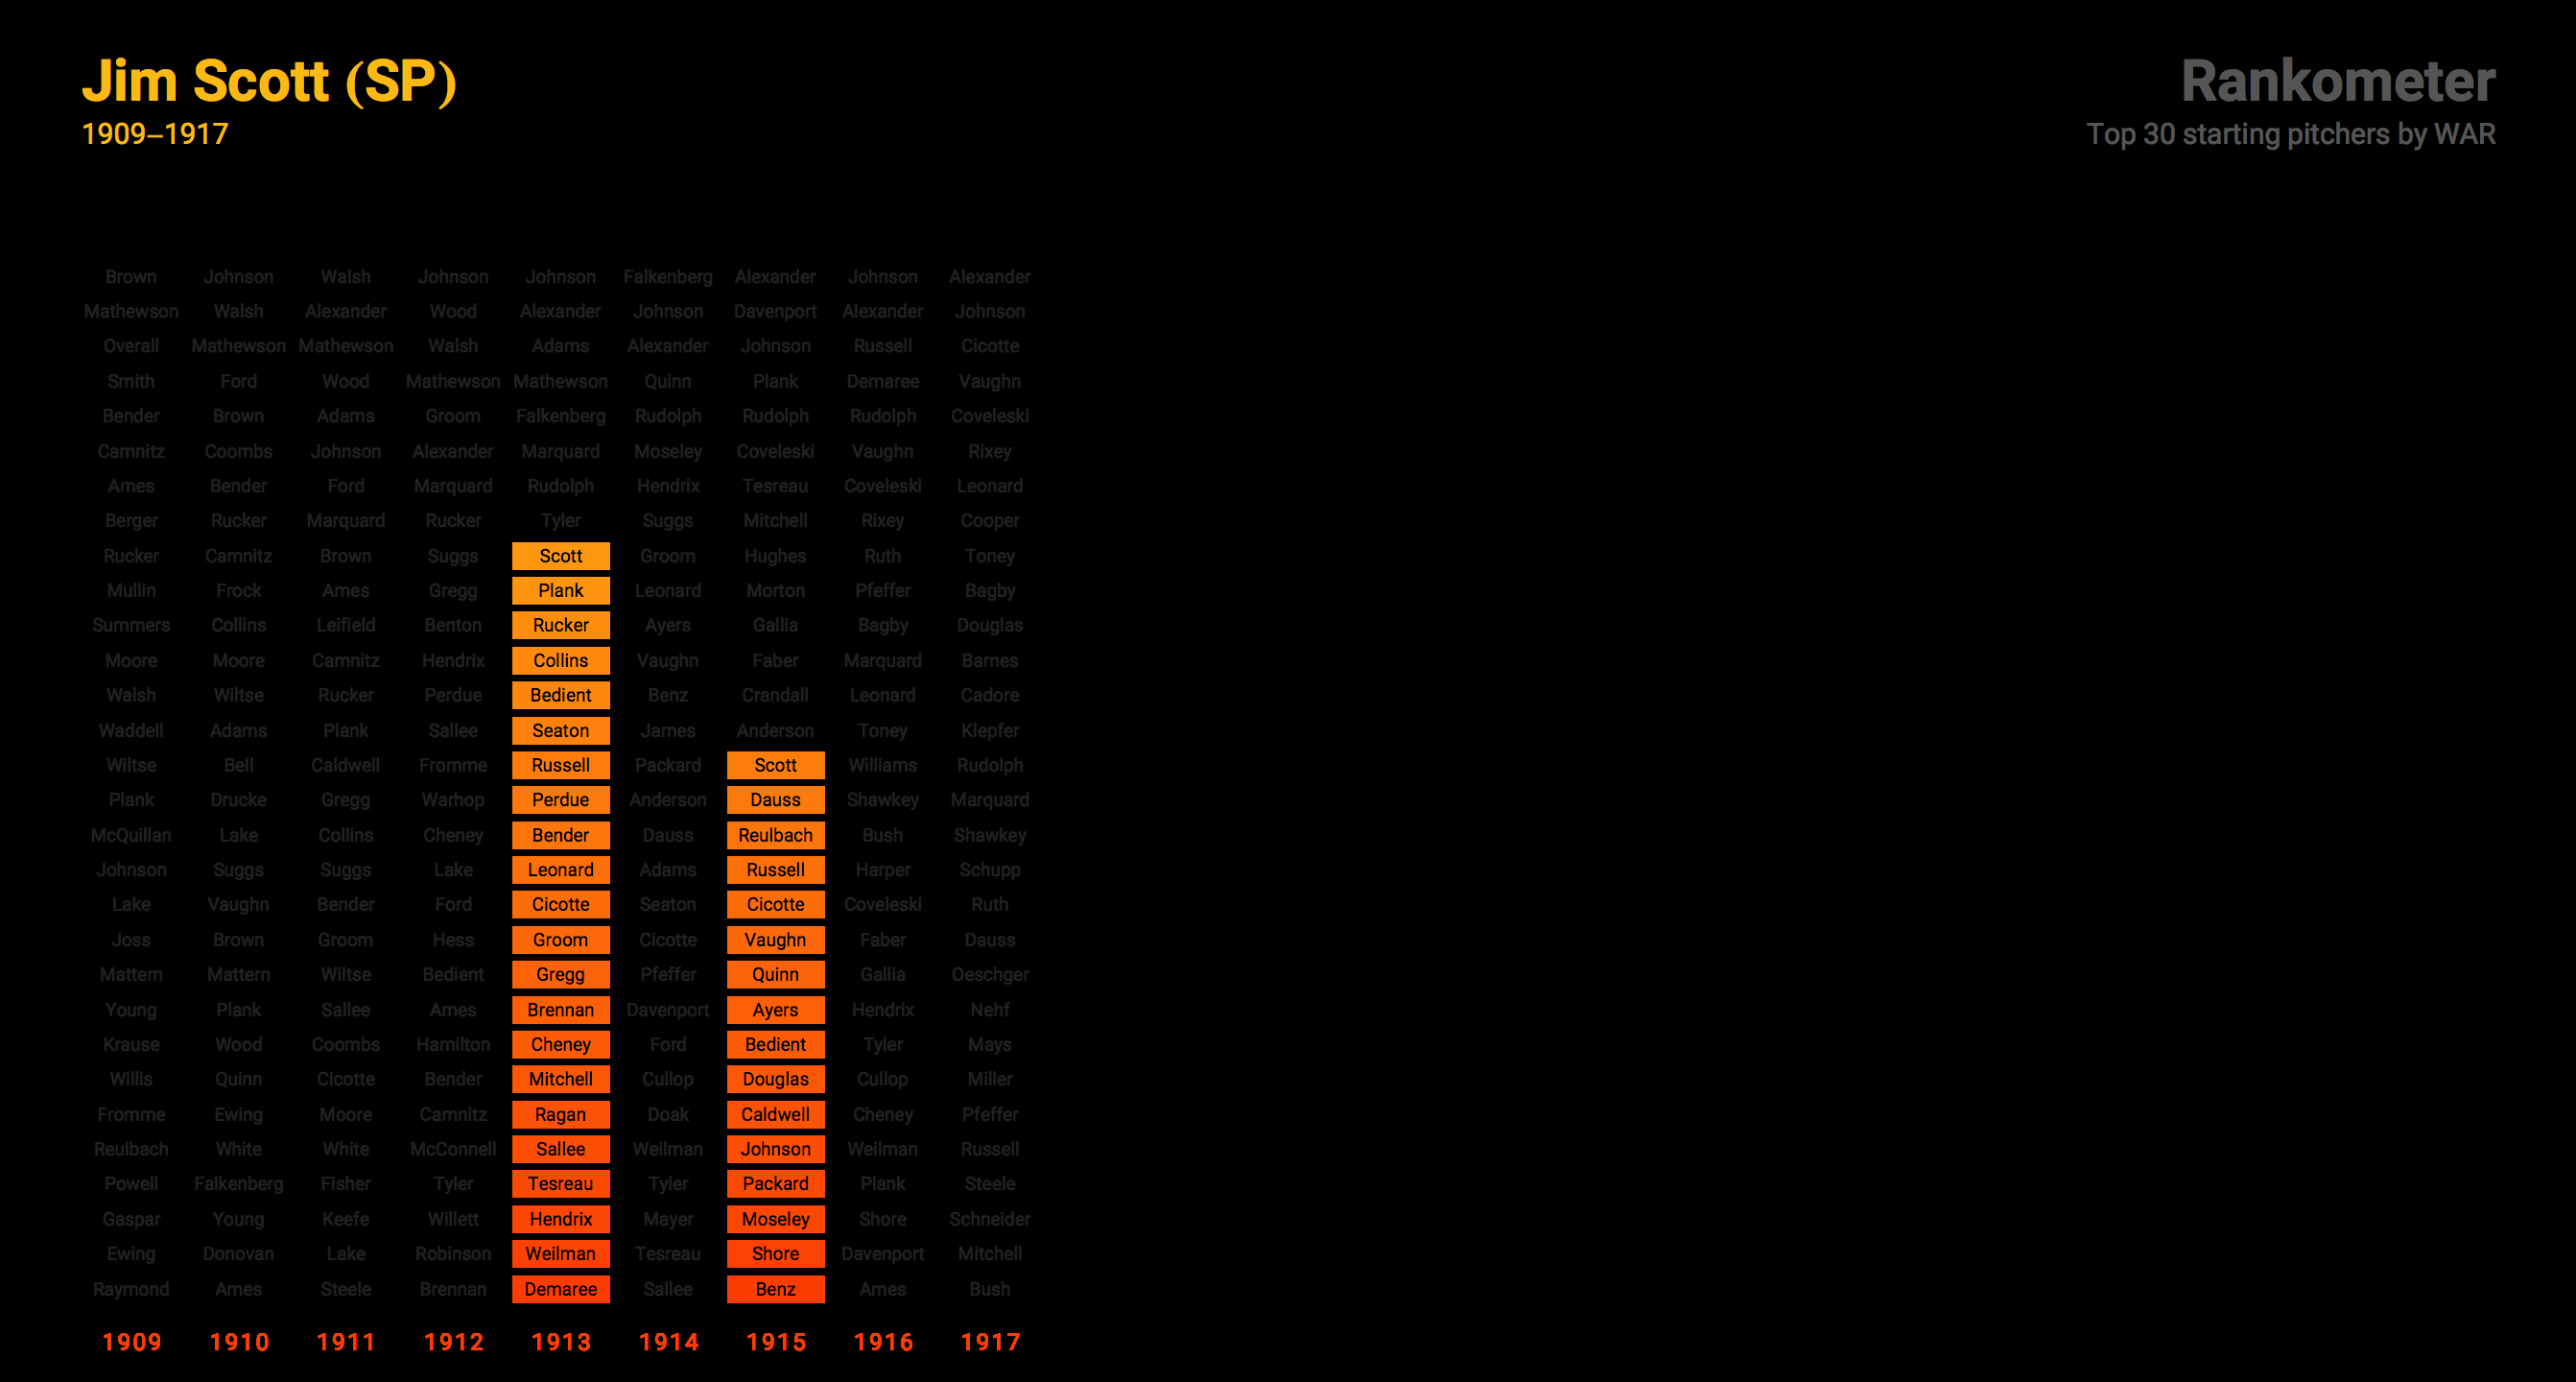 Jim Scott (SP)
1909–1917
Rankometer
Top 30 starting pitchers by WAR
Brown Johnson Walsh Johnson Johnson Falkenberg Alexander Johnson Alexander
Mathewson Walsh Alexander Wood Alexander Johnson Davenport Alexander Johnson
Overall Mathewson Mathewson Walsh Adams Alexander Johnson Russell Cicotte
Smith Ford Wood Mathewson Mathewson Quinn Plank Demaree Vaughn
Bender Brown Adams Groom Falkenberg Rudolph Rudolph Rudolph Coveleski
Camnitz Coombs Johnson Alexander Marquard Moseley Coveleski Vaughn Rixey
Ames Bender Ford Marquard Rudolph Hendrix Tesreau Coveleski Leonard
Berger Rucker Marquard Rucker Tyler Suggs Mitchell Rixey Cooper
Rucker Camnitz Brown Suggs Scott Groom Hughes Ruth Toney
Mullin Frock Ames Gregg Plank Leonard Morton Pfeffer Bagby
Summers Collins Leifield Benton Rucker Ayers Gallia Bagby Douglas
Moore Moore Camnitz Hendrix Collins Vaughn Faber Marquard Barnes
Walsh Wiltse Rucker Perdue Bedient Benz Crandall Leonard Cadore
Waddell Adams Plank Sallee Seaton James Anderson Toney Klepfer
Wiltse Bell Caldwell Fromme Russell Packard Scott Williams Rudolph
Plank Drucke Gregg Warhop Perdue Anderson Dauss Shawkey Marquard
McQuillan Lake Collins Cheney Bender Dauss Reulbach Bush Shawkey
Johnson Suggs Suggs Lake Leonard Adams Russell Harper Schupp
Lake Vaughn Bender Ford Cicotte Seaton Cicotte Coveleski Ruth
Joss Brown Groom Hess Groom Cicotte Vaughn Faber Dauss
Mattern Mattern Wiltse Bedient Gregg Pfeffer Quinn Gallia Oeschger
Young Plank Sallee Ames Brennan Davenport Ayers Hendrix Nehf
Krause Wood Coombs Hamilton Cheney Ford Bedient Tyler Mays
Willis Quinn Cicotte Bender Mitchell Cullop Douglas Cullop Miller
Fromme Ewing Moore Camnitz Ragan Doak Caldwell Cheney Pfeffer
Reulbach White White McConnell Sallee Weilman Johnson Weilman Russell
Powell Falkenberg Fisher Tyler Tesreau Tyler Packard Plank Steele
Gaspar Young Keefe Willett Hendrix Mayer Moseley Shore Schneider
Ewing Donovan Lake Robinson Weilman Tesreau Shore Davenport Mitchell
Raymond Ames Steele Brennan Demaree Sallee Benz Ames Bush
1909 1910 1911 1912 1913 1914 1915 1916 1917